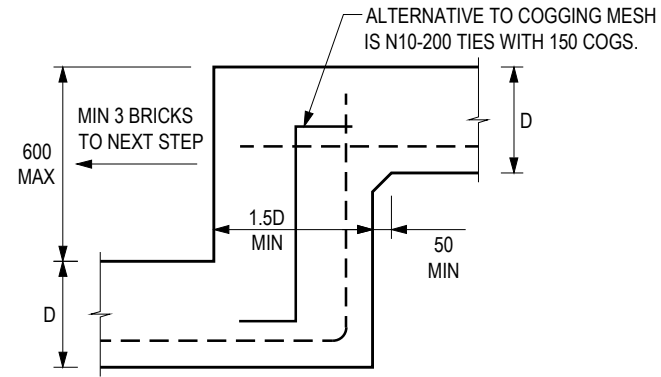 ALTERNATIVE TO COGGING MESH
IS N10-200 TIES WITH 150 COGS.
MIN 3 BRICKS
TO NEXT STEP
600
MAX
D
1.5D
MIN
50
MIN
D